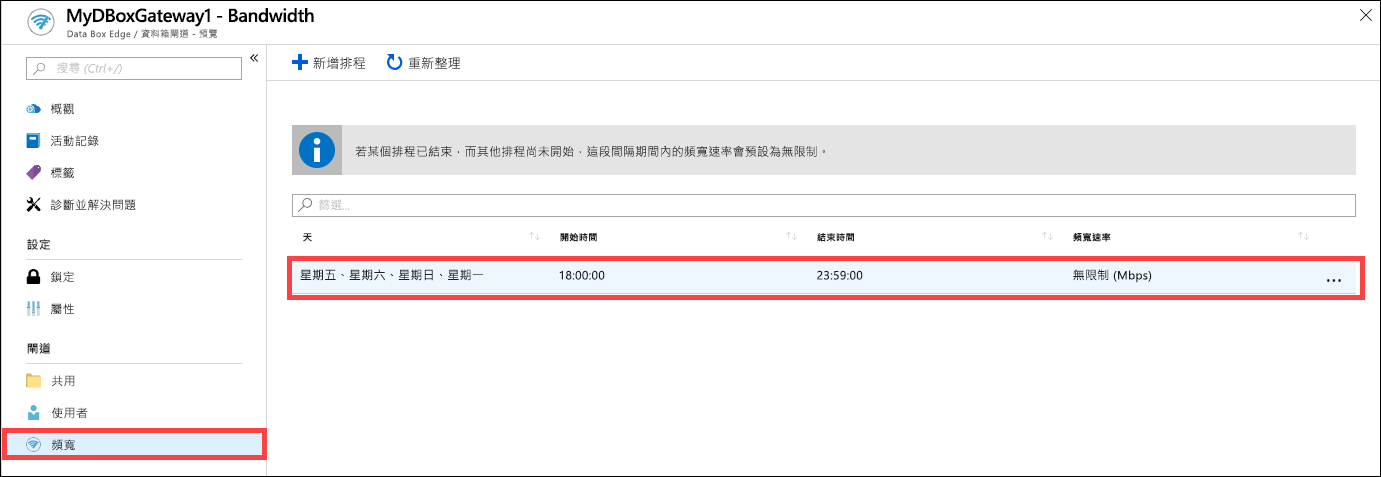 MyDBoxGateway1 - Bandwidth
Data Box Edge / 資料箱閘道 - 預覽
搜尋 (Ctrl+/)
概觀
活動記錄
標籤
診斷並解決問題
設定
鎖定
屬性
閘道
共用
使用者
頻寬
新增排程 重新整理
若某個排程已結束，而其他排程尚未開始，這段間隔期間內的頻寬速率會預設為無限制。
篩選...
天 開始時間 結束時間 頻寬速率
星期五、星期六、星期日、星期一 18:00:00 23:59:00 無限制 (Mbps) ...